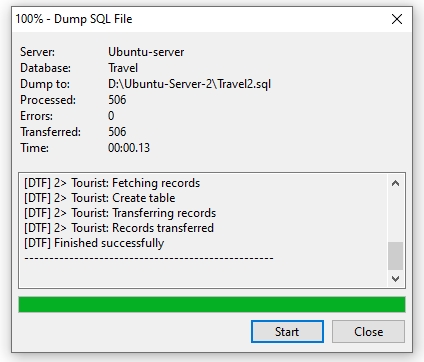 100% - Dump SQL File
Server: Ubuntu-server
Database: Travel
Dump to: D:\Ubuntu-Server-2\Travel2.sql
Processed: 506
Errors: 0
Transferred: 506
Time: 00:00.13
[DTF] 2> Tourist: Fetching records
[DTF] 2> Tourist: Create table
[DTF] 2> Tourist: Transferring records
[DTF] 2> Tourist: Records transferred
[DTF] Finished successfully
--------------------------------------------------
Start Close